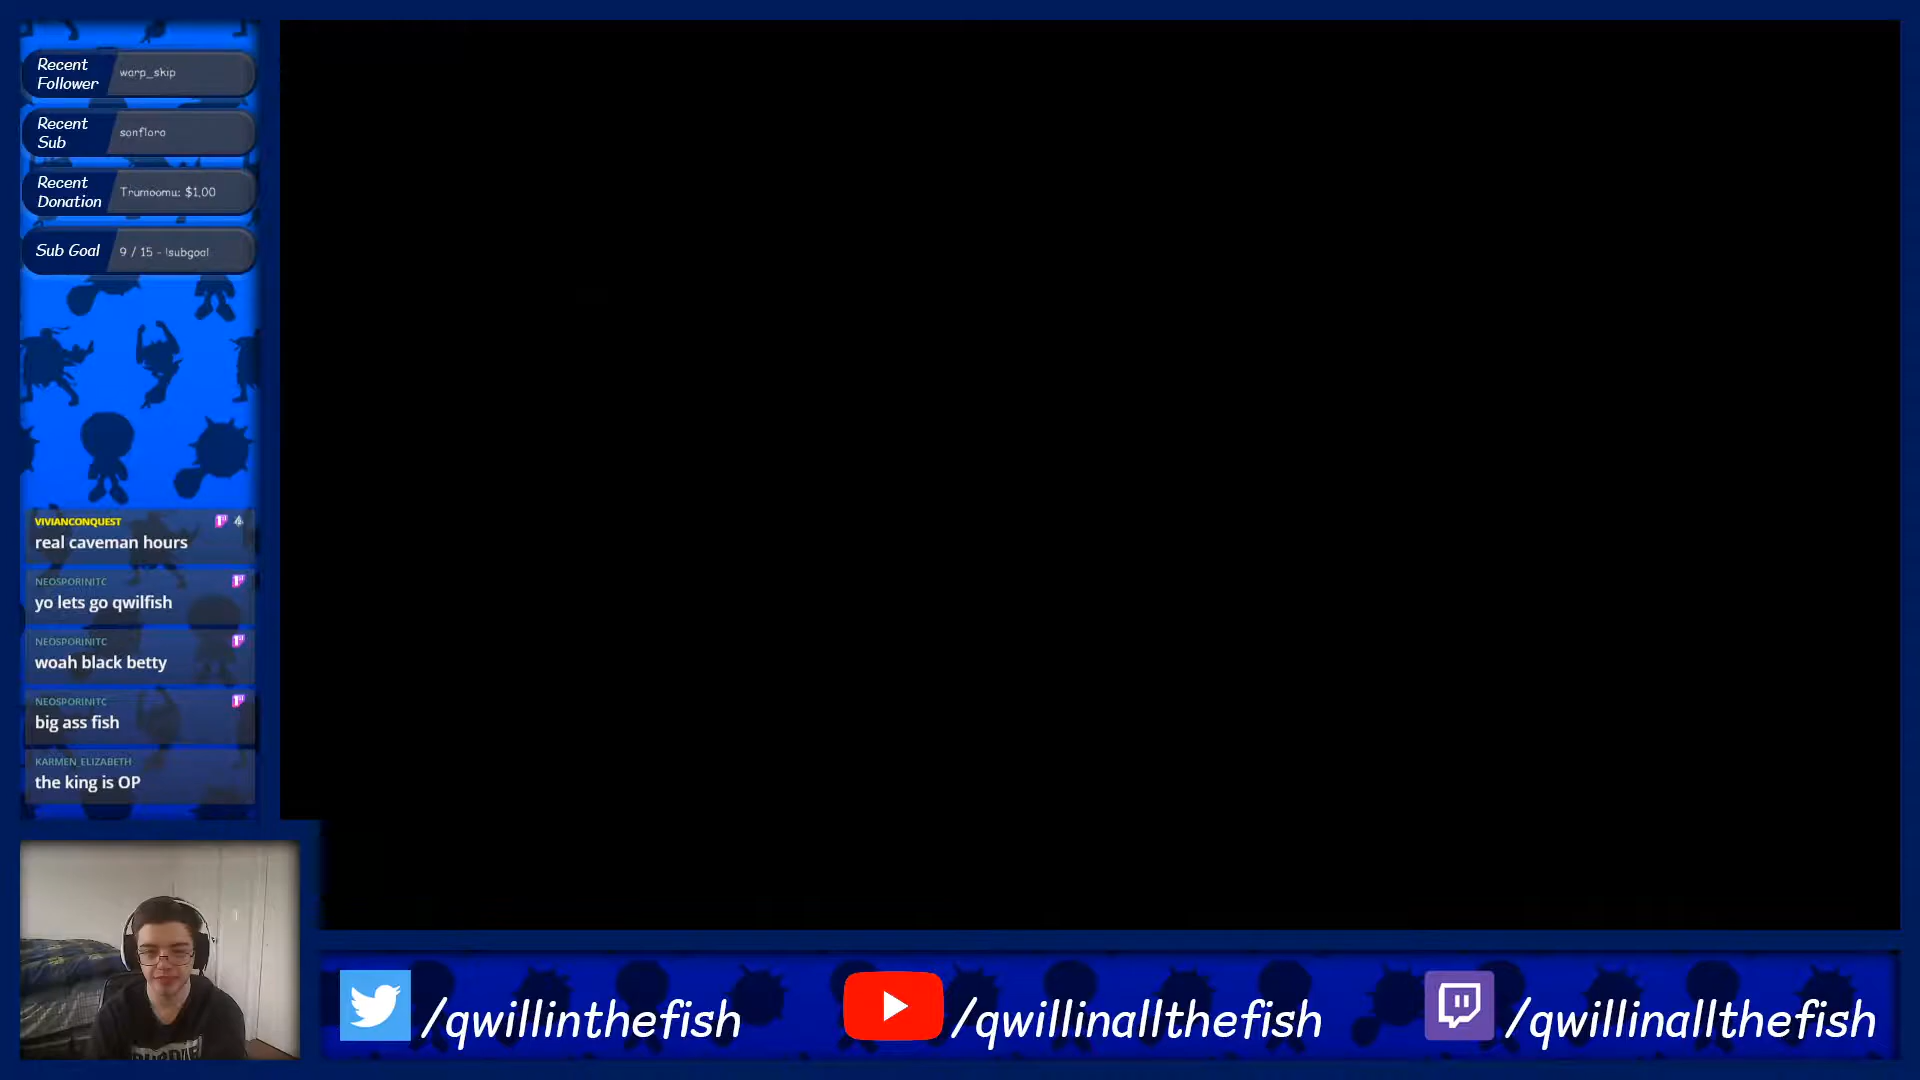 Recent
Follower
warp_skip
Recent
Sub
sonfloro
Recent
Donation
Trumoomu: $1.00
Sub Goal
9 / 15 - !subgoal
VIVIANCONQUEST
real caveman hours
NEOSPORINITC
yo lets go qwilfish
NEOSPORINITC
woah black betty
NEOSPORINITC
big ass fish
KARMEN_ELIZABETH
the king is OP
/qwillinthefish
/qwillinallthefish
/qwillinallthefish